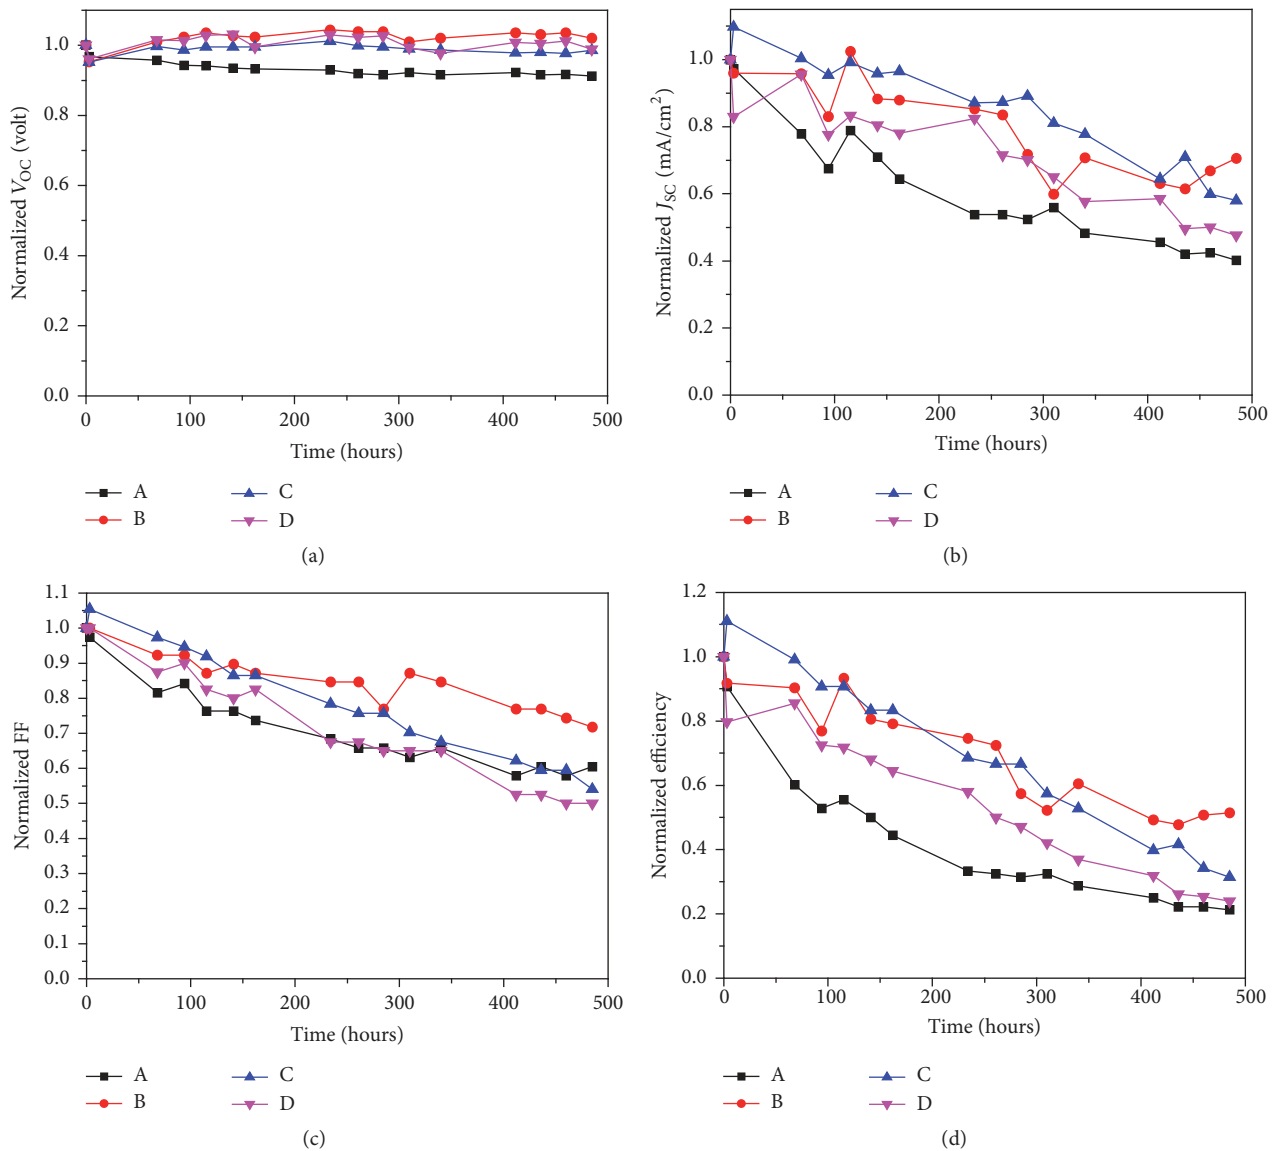 1.0
0.8
0.6
0.4
0.2
0.0
Normalized V_OC (volt)
0 100 200 300 400 500
Time (hours)
A C
B D
(a)
1.0
0.8
0.6
0.4
0.2
0.0
Normalized J_SC (mA/cm²)
0 100 200 300 400 500
Time (hours)
A C
B D
(b)
1.1
1.0
0.9
0.8
0.7
0.6
0.5
0.4
0.3
0.2
0.1
0.0
Normalized FF
0 100 200 300 400 500
Time (hours)
A C
B D
(c)
1.2
1.0
0.8
0.6
0.4
0.2
0.0
Normalized efficiency
0 100 200 300 400 500
Time (hours)
A C
B D
(d)